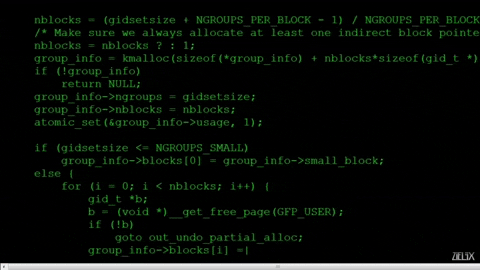 nblocks = (gidsetsize + NGROUPS_PER_BLOCK - 1) / NGROUPS_PER_BLOCK
/* Make sure we always allocate at least one indirect block pointe
nblocks = nblocks ? : 1;
group_info = kmalloc(sizeof(*group_info) + nblocks*sizeof(gid_t *)
if (!group_info)
return NULL;
group_info->ngroups = gidsetsize;
group_info->nblocks = nblocks;
atomic_set(&group_info->usage, 1);
if (gidsetsize <= NGROUPS_SMALL)
group_info->blocks[0] = group_info->small_block;
else {
for (i = 0; i < nblocks; i++) {
gid_t *b;
b = (void *)__get_free_page(GFP_USER);
if (!b)
goto out_undo_partial_alloc;
group_info->blocks[i] =|